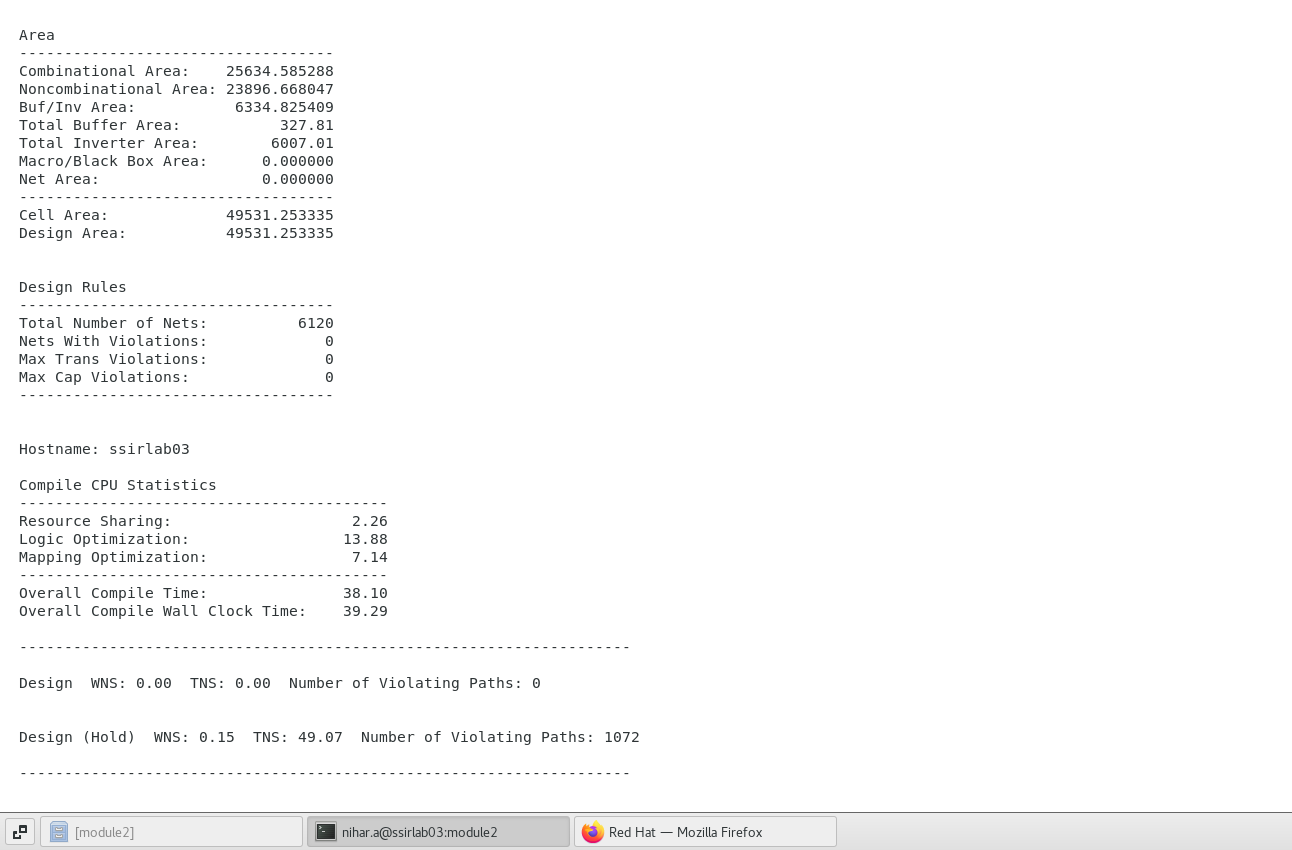 Area
-----------------------------------
Combinational Area:    25634.585288
Noncombinational Area: 23896.668047
Buf/Inv Area:           6334.825409
Total Buffer Area:           327.81
Total Inverter Area:        6007.01
Macro/Black Box Area:      0.000000
Net Area:                  0.000000
-----------------------------------
Cell Area:             49531.253335
Design Area:           49531.253335
Design Rules
-----------------------------------
Total Number of Nets:          6120
Nets With Violations:             0
Max Trans Violations:             0
Max Cap Violations:               0
-----------------------------------
Hostname: ssirlab03
Compile CPU Statistics
-----------------------------------------
Resource Sharing:                    2.26
Logic Optimization:                 13.88
Mapping Optimization:                7.14
-----------------------------------------
Overall Compile Time:               38.10
Overall Compile Wall Clock Time:    39.29
--------------------------------------------------------------------
Design  WNS: 0.00  TNS: 0.00  Number of Violating Paths: 0
Design (Hold)  WNS: 0.15  TNS: 49.07  Number of Violating Paths: 1072
--------------------------------------------------------------------
[module2]
nihar.a@ssirlab03:module2
Red Hat — Mozilla Firefox